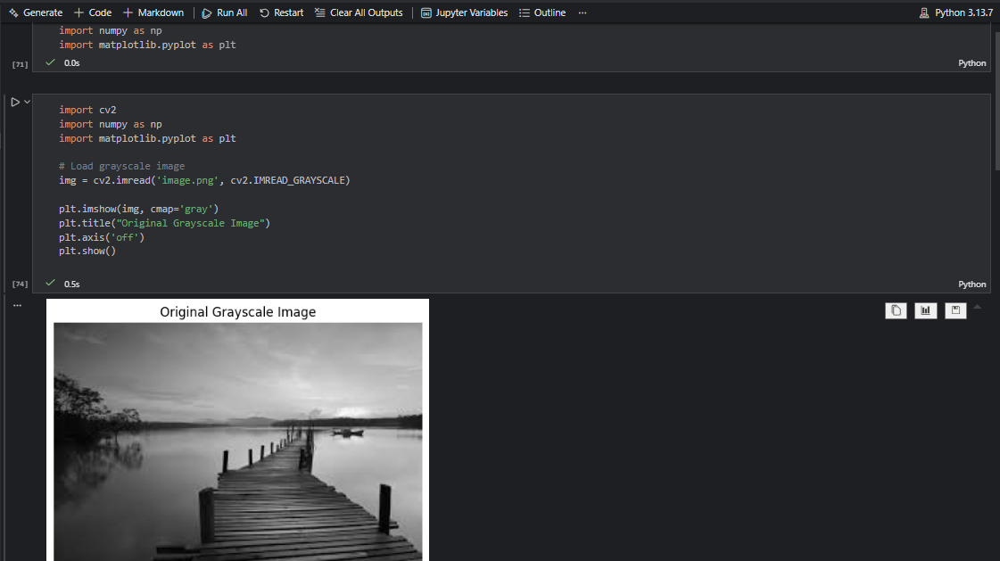 Generate + Code + Markdown | Run All Restart Clear All Outputs | Jupyter Variables Outline ... Python 3.13.7
import numpy as np
import matplotlib.pyplot as plt
[71] ✓ 0.0s Python
import cv2
import numpy as np
import matplotlib.pyplot as plt
# Load grayscale image
img = cv2.imread('image.png', cv2.IMREAD_GRAYSCALE)
plt.imshow(img, cmap='gray')
plt.title("Original Grayscale Image")
plt.axis('off')
plt.show()
[74] ✓ 0.5s Python
...
Original Grayscale Image